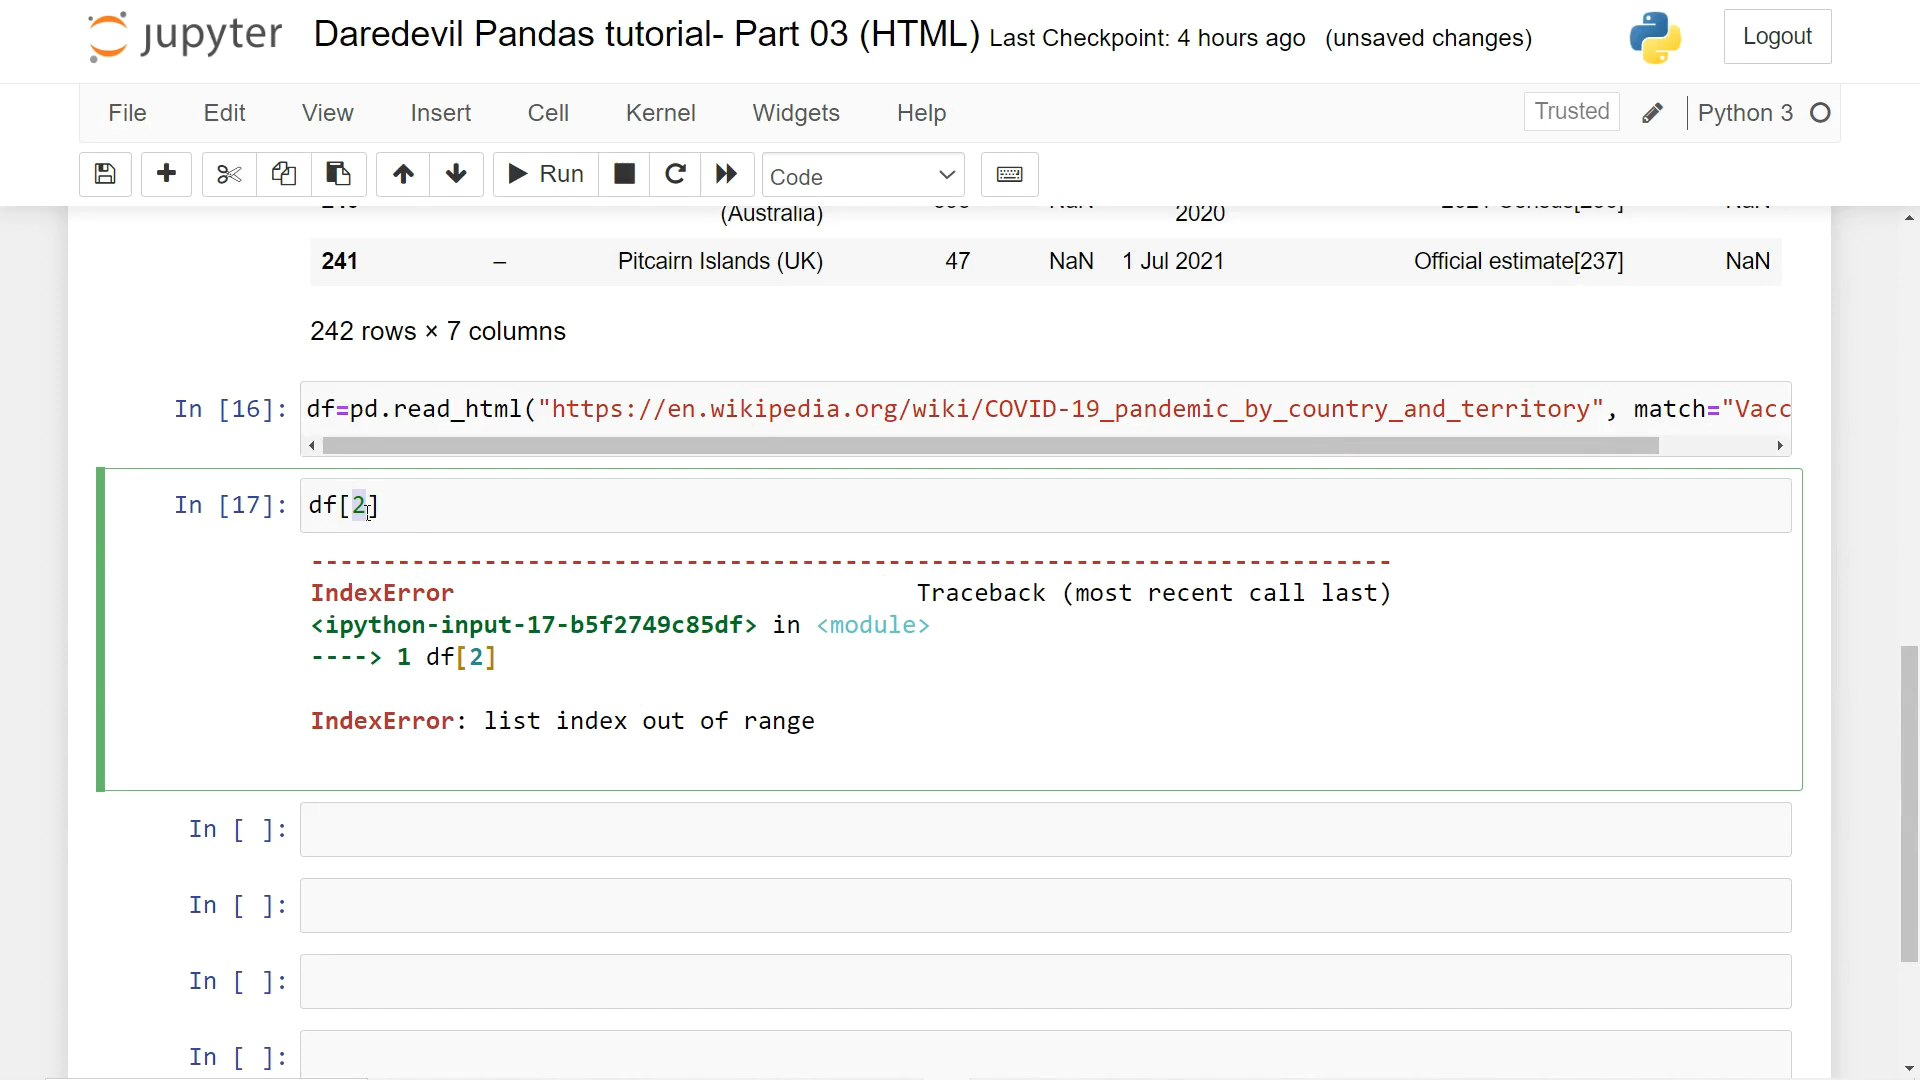 jupyter Daredevil Pandas tutorial- Part 03 (HTML) Last Checkpoint: 4 hours ago (unsaved changes) Logout
File Edit View Insert Cell Kernel Widgets Help Trusted Python 3
Run Code
(Australia) 2020
241 – Pitcairn Islands (UK) 47 NaN 1 Jul 2021 Official estimate[237] NaN
242 rows × 7 columns
In [16]: df=pd.read_html("https://en.wikipedia.org/wiki/COVID-19_pandemic_by_country_and_territory", match="Vacc
In [17]: df[2]
---------------------------------------------------------------------------
IndexError Traceback (most recent call last)
<ipython-input-17-b5f2749c85df> in <module>
----> 1 df[2]
IndexError: list index out of range
In [ ]:
In [ ]:
In [ ]:
In [ ]: